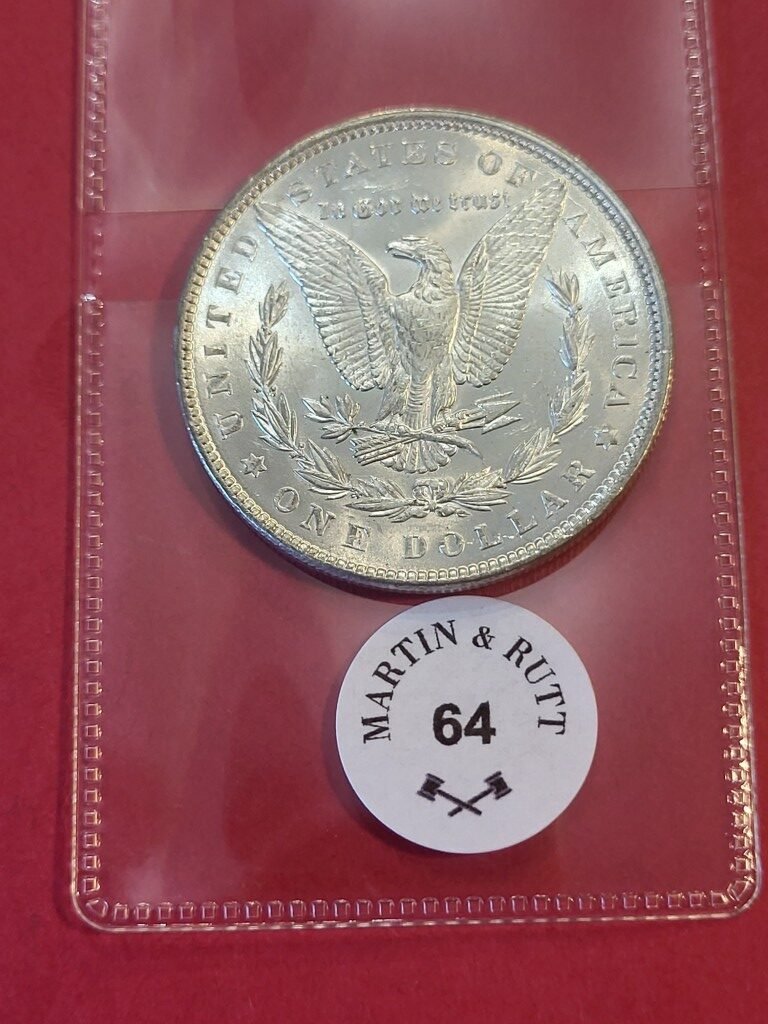 UNITED STATES OF AMERICA
In God we trust
ONE DOLLAR
MARTIN & RUTT
64